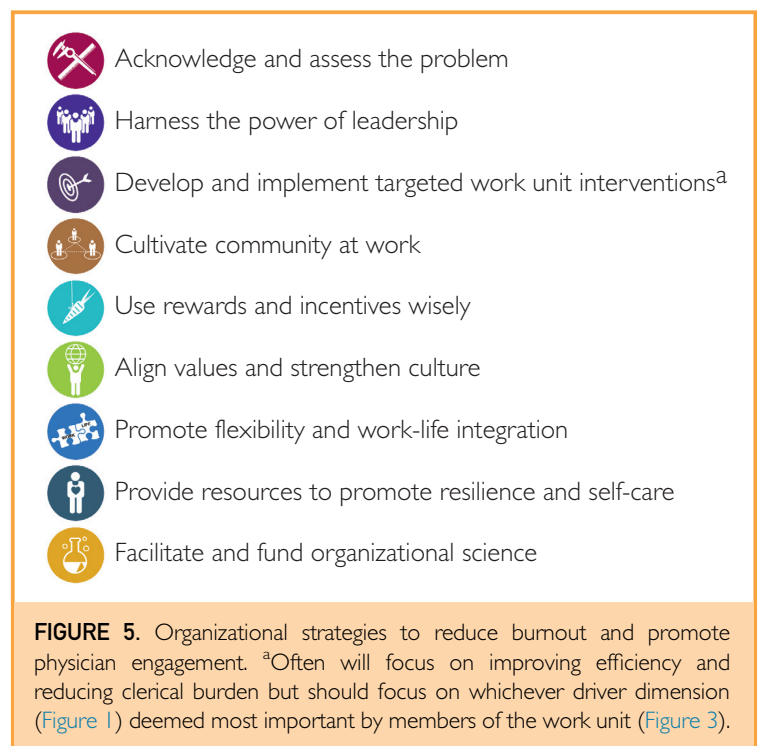 Acknowledge and assess the problem
Harness the power of leadership
Develop and implement targeted work unit interventionsa
Cultivate community at work
Use rewards and incentives wisely
Align values and strengthen culture
Promote flexibility and work-life integration
Provide resources to promote resilience and self-care
Facilitate and fund organizational science
FIGURE 5. Organizational strategies to reduce burnout and promote
physician engagement. aOften will focus on improving efficiency and
reducing clerical burden but should focus on whichever driver dimension
(Figure 1) deemed most important by members of the work unit (Figure 3).